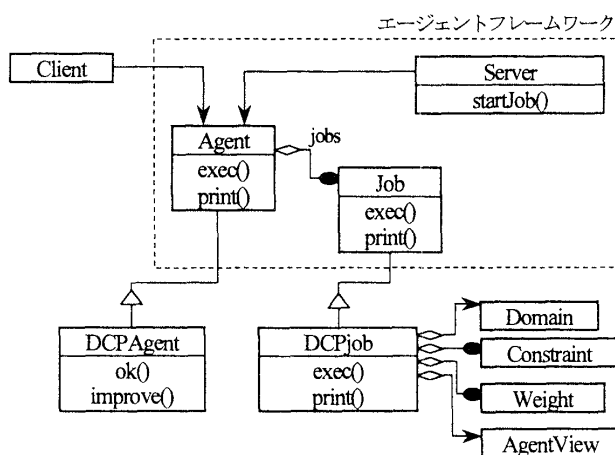 エージェントフレームワーク
Client
Server
startJob()
Agent
exec()
print()
jobs
Job
exec()
print()
DCPAgent
ok()
improve()
DCPjob
exec()
print()
Domain
Constraint
Weight
AgentView